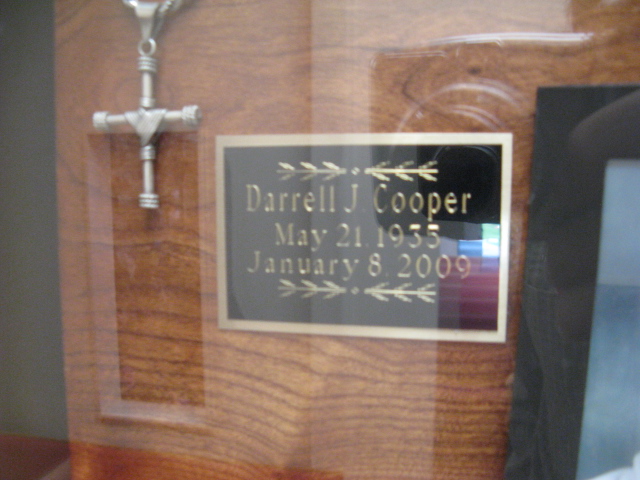 Darrell J. Cooper
May 21, 1935
January 8, 2009